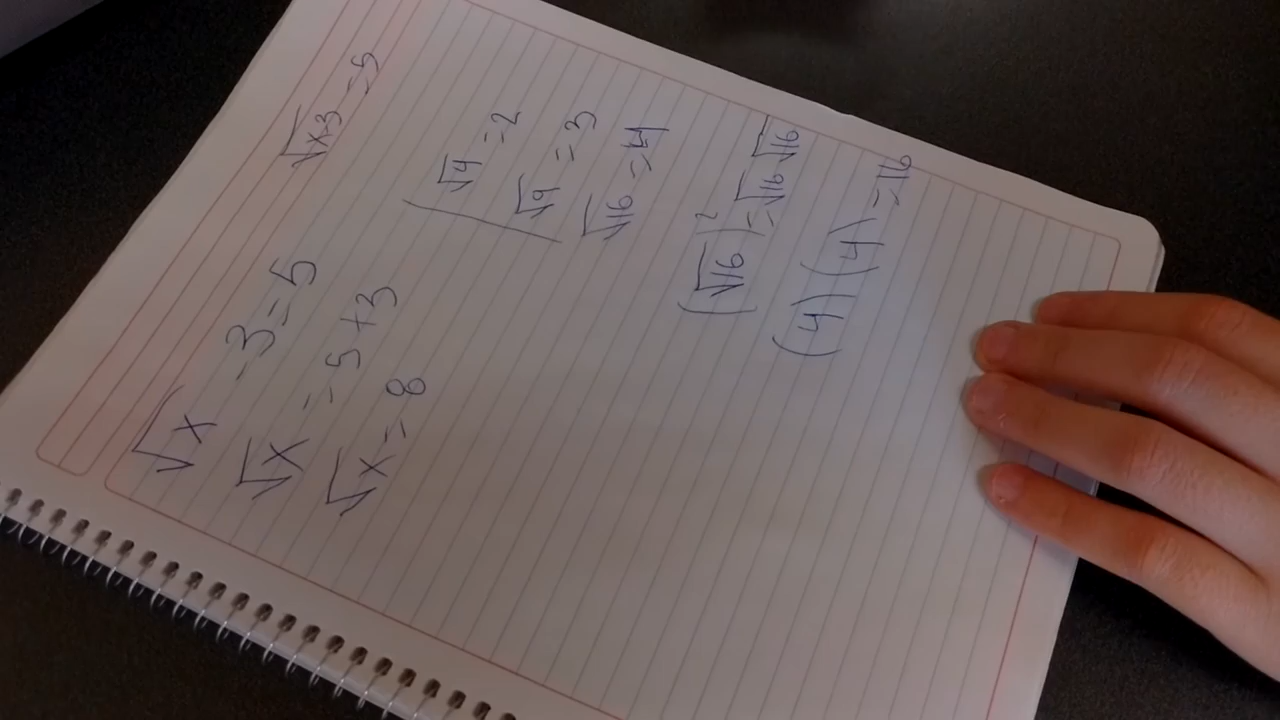 √x - 3 = 5
√x = 5 + 3
√x = 8
√x-3 = 5
√4 = 2
√9 = 3
√16 = 4
(√16)² = √16 √16
(4)(4) = 16